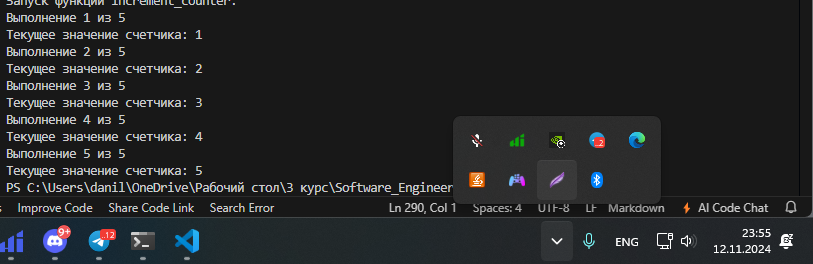 Запуск функции increment_counter:
Выполнение 1 из 5
Текущее значение счетчика: 1
Выполнение 2 из 5
Текущее значение счетчика: 2
Выполнение 3 из 5
Текущее значение счетчика: 3
Выполнение 4 из 5
Текущее значение счетчика: 4
Выполнение 5 из 5
Текущее значение счетчика: 5
PS C:\Users\danil\OneDrive\Рабочий стол\3 курс\Software_Engineer
Improve Code Share Code Link Search Error Ln 290, Col 1 Spaces: 4 UTF-8 LF Markdown AI Code Chat
9+ 12 ENG 23:55
12.11.2024